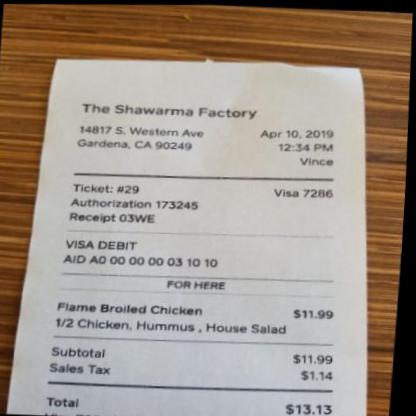 The Shawarma Factory
14817 S. Western Ave Apr 10, 2019
Gardena, CA 90249 12:34 PM
Vince
Ticket: #29 Visa 7286
Authorization 173245
Receipt 03WE
VISA DEBIT
AID A0 00 00 00 03 10 10
FOR HERE
Flame Broiled Chicken $11.99
1/2 Chicken, Hummus , House Salad
Subtotal $11.99
Sales Tax $1.14
Total $13.13